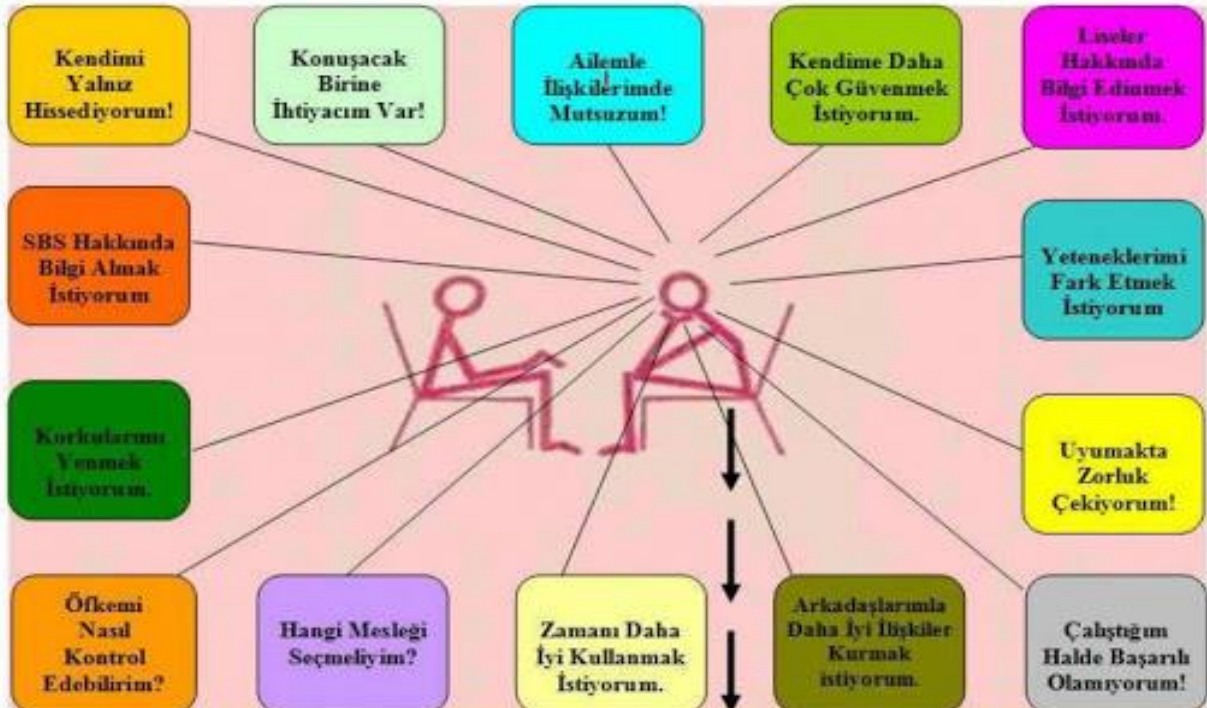 Kendimi
Yalnız
Hissediyorum!
Konuşacak
Birine
İhtiyacım Var!
Ailemle
İlişkilerimde
Mutsuzum!
Kendime Daha
Çok Güvenmek
İstiyorum.
Liseler
Hakkında
Bilgi Edinmek
İstiyorum.
SBS Hakkında
Bilgi Almak
İstiyorum
Yeteneklerimi
Fark Etmek
İstiyorum
Korkularımı
Yenmek
İstiyorum.
Uyumakta
Zorluk
Çekiyorum!
Öfkemi
Nasıl
Kontrol
Edebilirim?
Hangi Mesleği
Seçmeliyim?
Zamanı Daha
İyi Kullanmak
İstiyorum.
Arkadaşlarımla
Daha İyi İlişkiler
Kurmak
istiyorum.
Çalıştığım
Halde Başarılı
Olamıyorum!